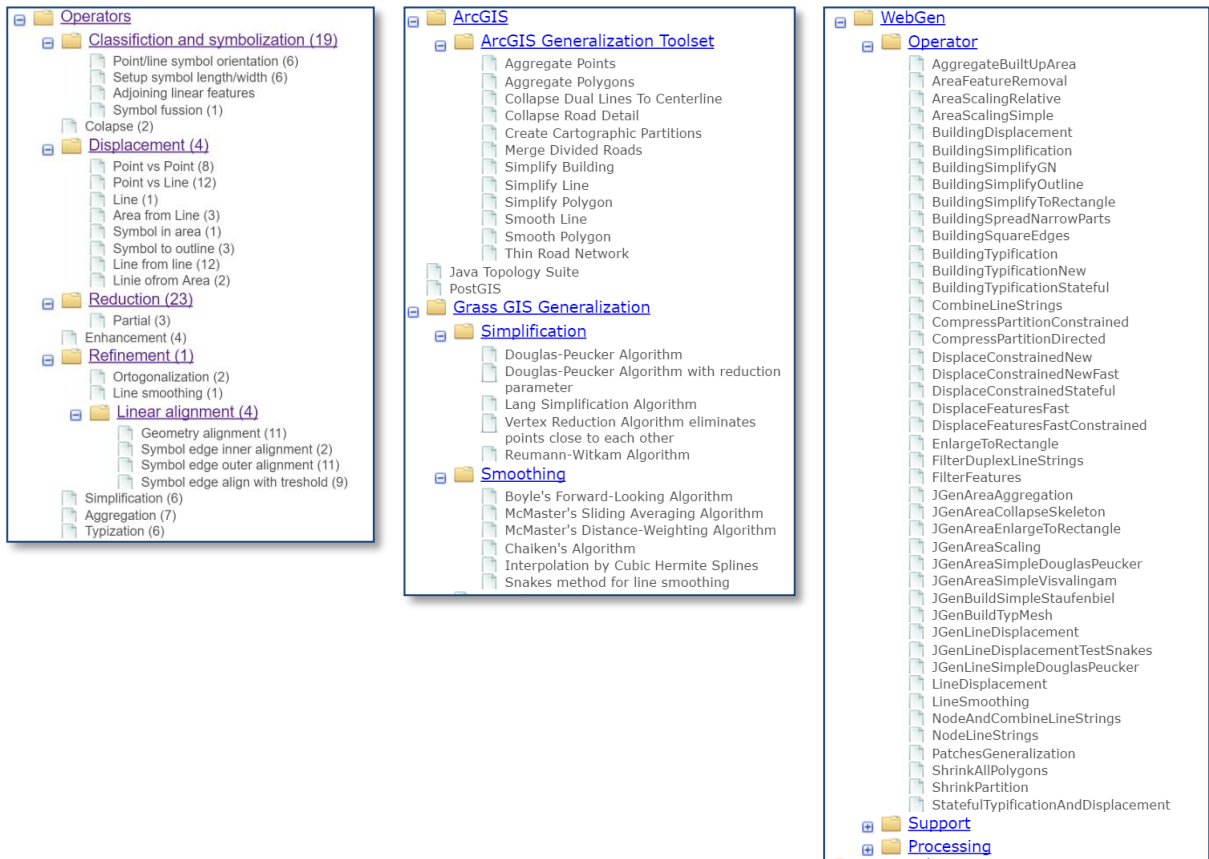 Operators
Classifiction and symbolization (19)
Point/line symbol orientation (6)
Setup symbol length/width (6)
Adjoining linear features
Symbol fussion (1)
Colapse (2)
Displacement (4)
Point vs Point (8)
Point vs Line (12)
Line (1)
Area from Line (3)
Symbol in area (1)
Symbol to outline (3)
Line from line (12)
Linie ofrom Area (2)
Reduction (23)
Partial (3)
Enhancement (4)
Refinement (1)
Ortogonalization (2)
Line smoothing (1)
Linear alignment (4)
Geometry alignment (11)
Symbol edge inner alignment (2)
Symbol edge outer alignment (11)
Symbol edge align with treshold (9)
Simplification (6)
Aggregation (7)
Typization (6)
ArcGIS
ArcGIS Generalization Toolset
Aggregate Points
Aggregate Polygons
Collapse Dual Lines To Centerline
Collapse Road Detail
Create Cartographic Partitions
Merge Divided Roads
Simplify Building
Simplify Line
Simplify Polygon
Smooth Line
Smooth Polygon
Thin Road Network
Java Topology Suite
PostGIS
Grass GIS Generalization
Simplification
Douglas-Peucker Algorithm
Douglas-Peucker Algorithm with reduction
parameter
Lang Simplification Algorithm
Vertex Reduction Algorithm eliminates
points close to each other
Reumann-Witkam Algorithm
Smoothing
Boyle's Forward-Looking Algorithm
McMaster's Sliding Averaging Algorithm
McMaster's Distance-Weighting Algorithm
Chaiken's Algorithm
Interpolation by Cubic Hermite Splines
Snakes method for line smoothing
WebGen
Operator
AggregateBuiltUpArea
AreaFeatureRemoval
AreaScalingRelative
AreaScalingSimple
BuildingDisplacement
BuildingSimplification
BuildingSimplifyGN
BuildingSimplifyOutline
BuildingSimplifyToRectangle
BuildingSpreadNarrowParts
BuildingSquareEdges
BuildingTypification
BuildingTypificationNew
BuildingTypificationStateful
CombineLineStrings
CompressPartitionConstrained
CompressPartitionDirected
DisplaceConstrainedNew
DisplaceConstrainedNewFast
DisplaceConstrainedStateful
DisplaceFeaturesFast
DisplaceFeaturesFastConstrained
EnlargeToRectangle
FilterDuplexLineStrings
FilterFeatures
JGenAreaAggregation
JGenAreaCollapseSkeleton
JGenAreaEnlargeToRectangle
JGenAreaScaling
JGenAreaSimpleDouglasPeucker
JGenAreaSimpleVisvalingam
JGenBuildSimpleStaufenbiel
JGenBuildTypMesh
JGenLineDisplacement
JGenLineDisplacementTestSnakes
JGenLineSimpleDouglasPeucker
LineDisplacement
LineSmoothing
NodeAndCombineLineStrings
NodeLineStrings
PatchesGeneralization
ShrinkAllPolygons
ShrinkPartition
StatefulTypificationAndDisplacement
Support
Processing